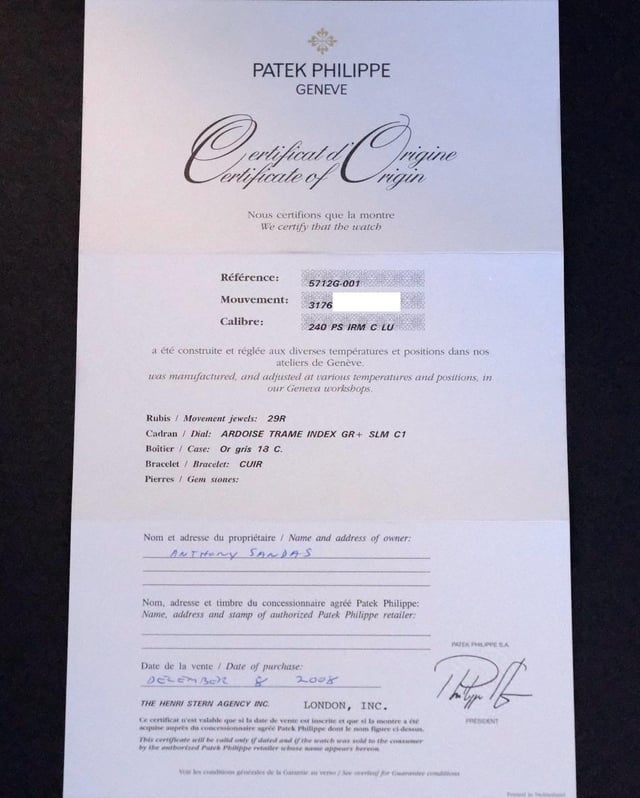 PATEK PHILIPPE
GENEVE
Certificat d'Origine
Certificate of Origin
Nous certifions que la montre
We certify that the watch
Référence: 5712G-001
Mouvement: 3176
Calibre: 240 PS IRM C LU
a été construite et réglée aux diverses températures et positions dans nos
ateliers de Genève.
was manufactured, and adjusted at various temperatures and positions, in
our Geneva workshops.
Rubis / Movement jewels: 29R
Cadran / Dial: ARDOISE TRAME INDEX GR+ SLM C1
Boîtier / Case: Or gris 18 C.
Bracelet / Bracelet: CUIR
Pierres / Gem stones:
Nom et adresse du propriétaire / Name and address of owner:
ANTHONY SANDAS
Nom, adresse et timbre du concessionnaire agréé Patek Philippe:
Name, address and stamp of authorized Patek Philippe retailer:
PATEK PHILIPPE S.A.
Date de la vente / Date of purchase:
DECEMBER 8 2008
THE HENRI STERN AGENCY INC. LONDON, INC.
PRESIDENT
Ce certificat n'est valable que si la date de vente est inscrite et que si la montre a été
acquise auprès du concessionnaire agréé Patek Philippe dont le nom figure ci-dessus.
This certificate will be valid only if dated and if the watch was sold to the consumer
by the authorized Patek Philippe retailer whose name appears hereon.
Voir les conditions générales de la Garantie au verso / See overleaf for Guarantee conditions
Printed in Switzerland